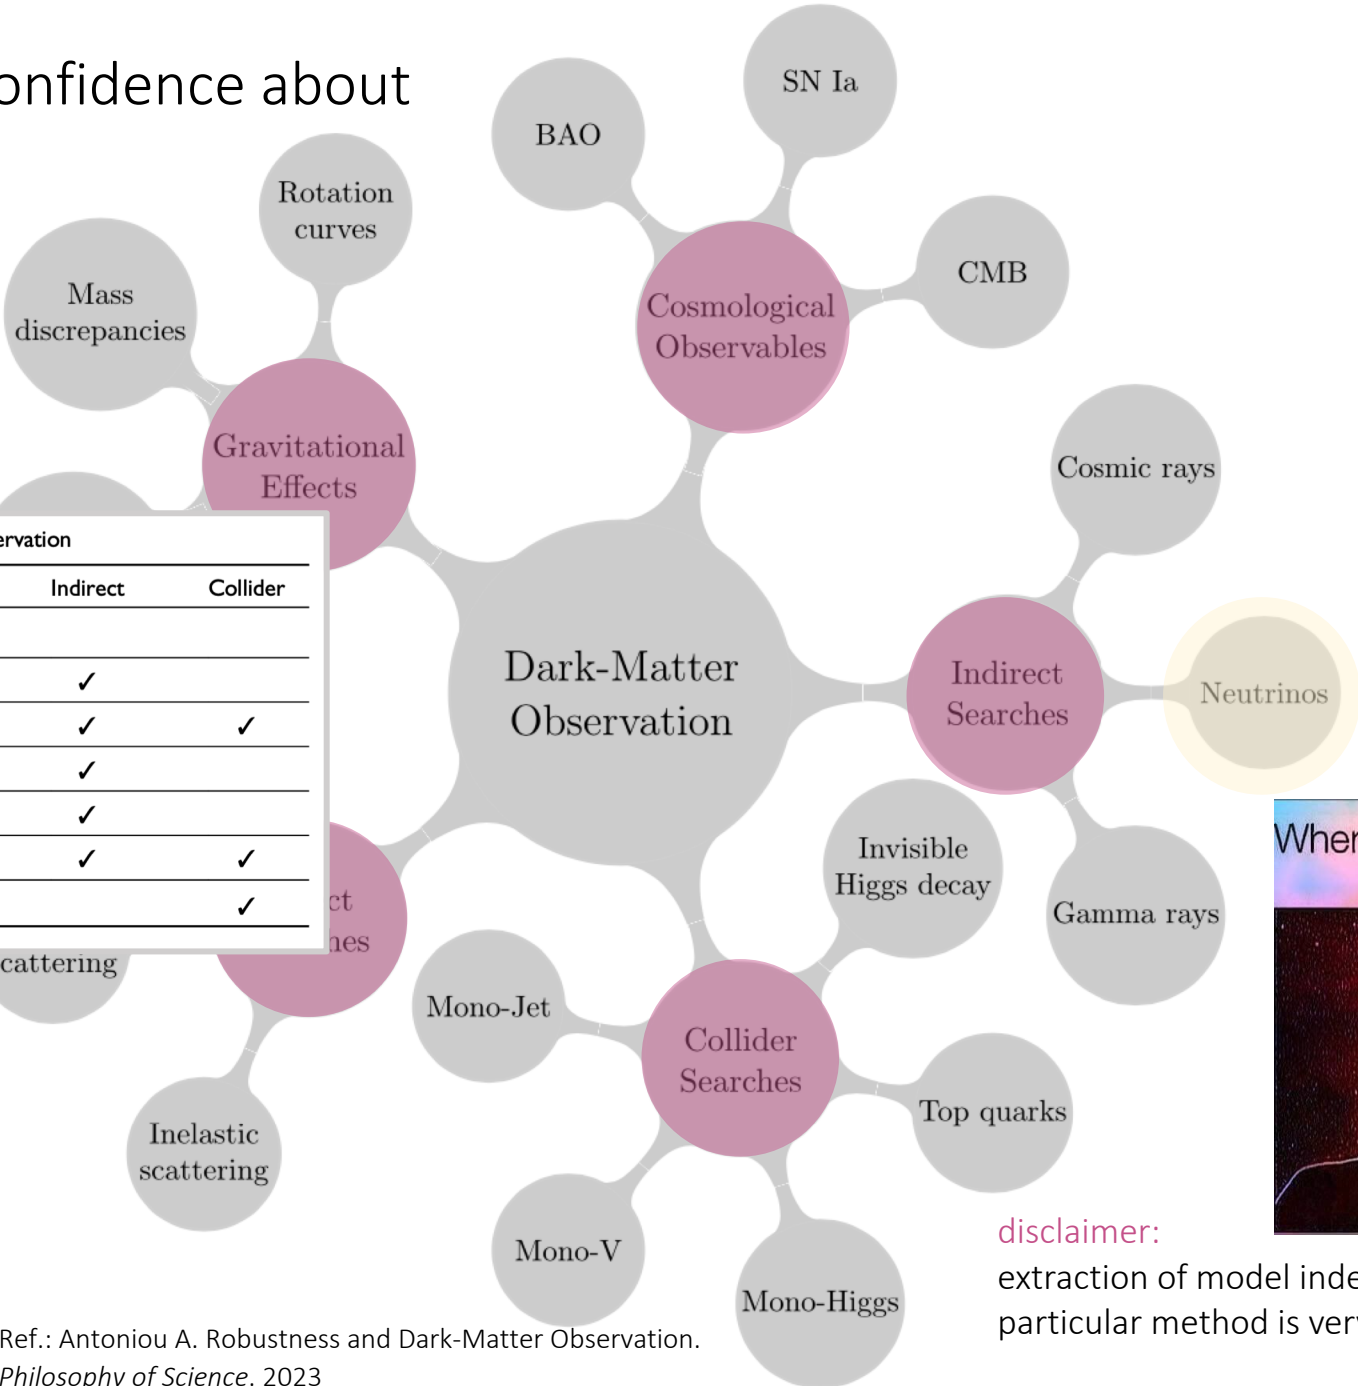 onfidence about
SN Ia
BAO
Rotation
curves
CMB
Mass
discrepancies
Cosmological
Observables
Gravitational
Effects
Cosmic rays
ervation
Indirect Collider
✓
✓ ✓
✓
✓
✓ ✓
✓
Dark-Matter
Observation
Indirect
Searches
Neutrinos
Invisible
Higgs decay
Gamma rays
Wher
ct
hes
cattering
Mono-Jet
Collider
Searches
Top quarks
Inelastic
scattering
Mono-V
Mono-Higgs
disclaimer:
extraction of model inde
particular method is very
Ref.: Antoniou A. Robustness and Dark-Matter Observation.
Philosophy of Science. 2023